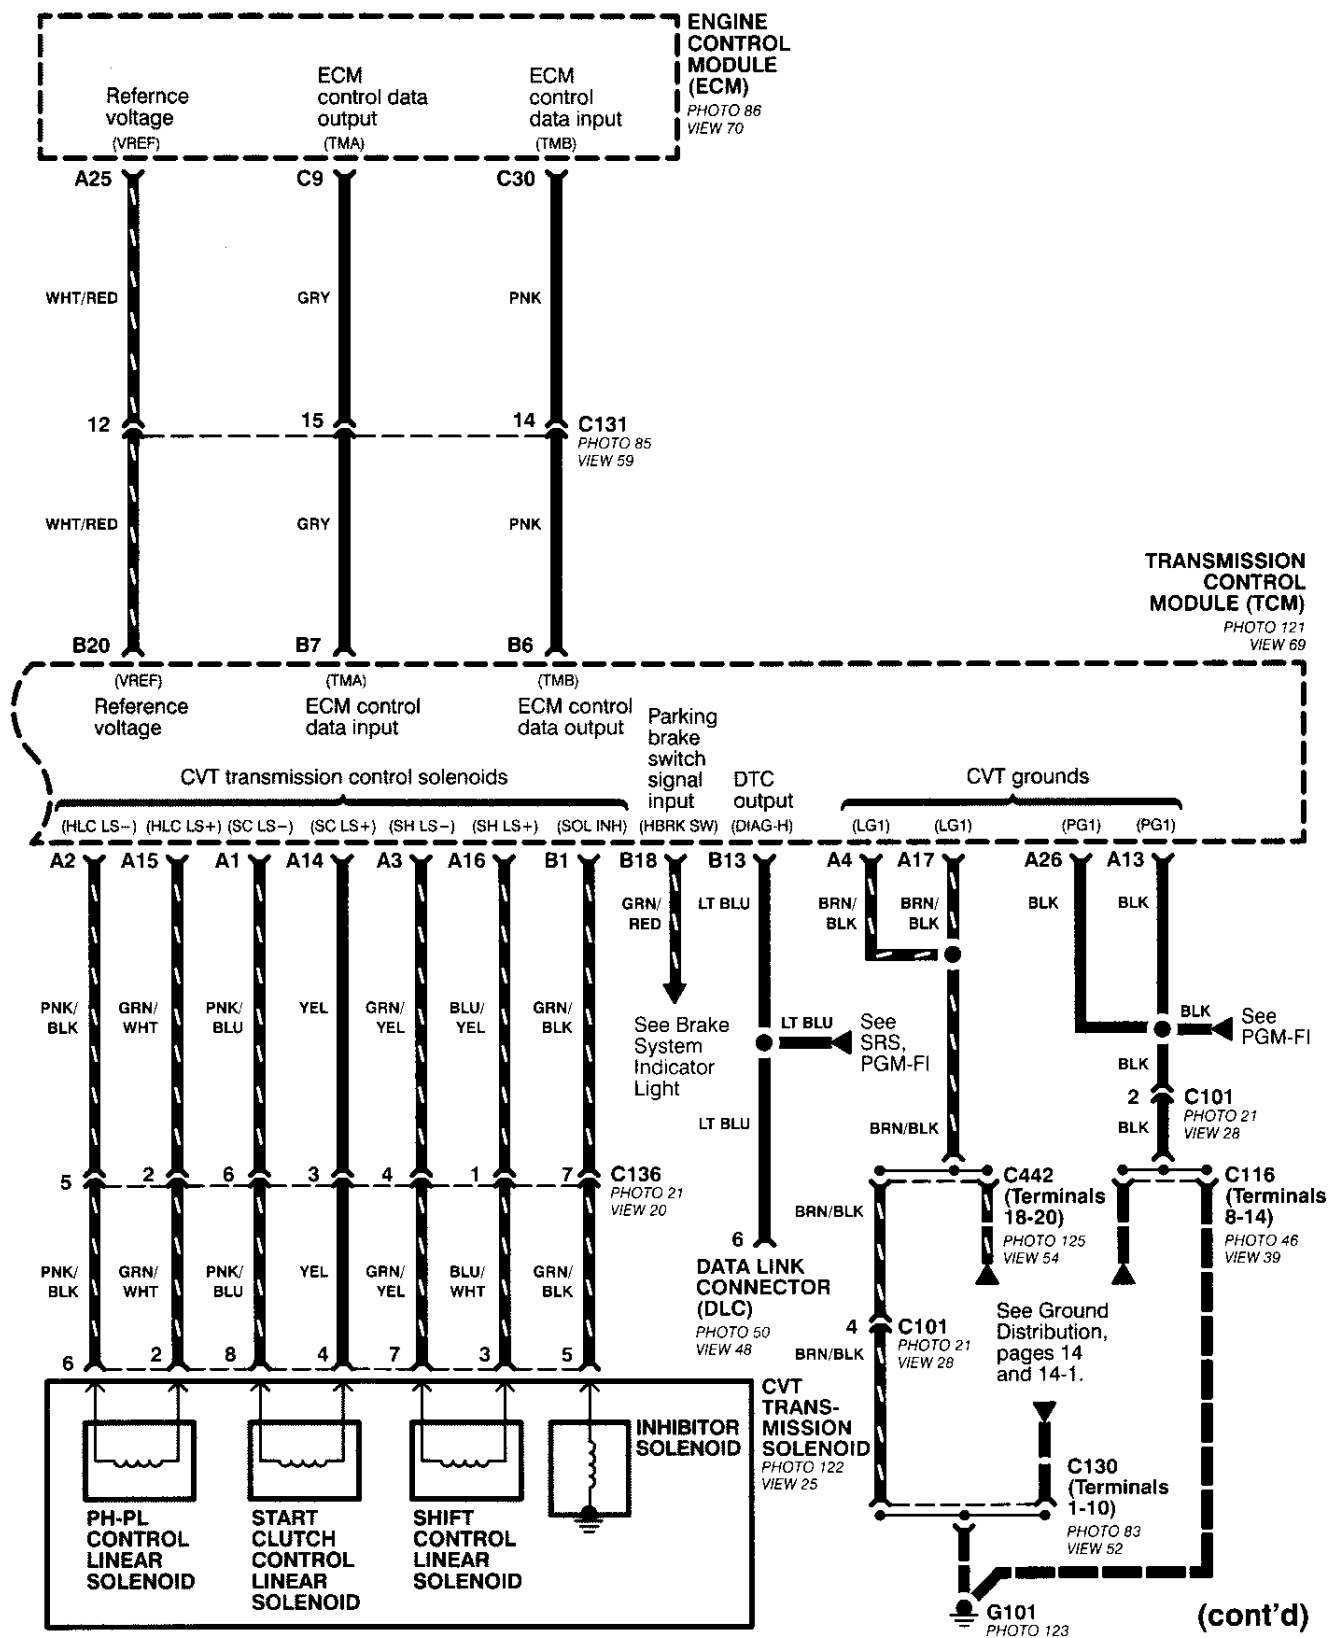 ENGINE
CONTROL
MODULE
(ECM)
PHOTO 86
VIEW 70
Refernce
voltage
(VREF)
ECM
control data
output
(TMA)
ECM
control
data input
(TMB)
A25
C9
C30
WHT/RED
GRY
PNK
12
15
14
C131
PHOTO 85
VIEW 59
WHT/RED
GRY
PNK
B20
B7
B6
TRANSMISSION
CONTROL
MODULE (TCM)
PHOTO 121
VIEW 69
(VREF)
Reference
voltage
(TMA)
ECM control
data input
(TMB)
ECM control
data output
Parking
brake
switch
signal
input
DTC
output
CVT transmission control solenoids
CVT grounds
(HLC LS-) (HLC LS+) (SC LS-) (SC LS+) (SH LS-) (SH LS+) (SOL INH) (HBRK SW) (DIAG-H) (LG1) (LG1) (PG1) (PG1)
A2 A15 A1 A14 A3 A16 B1 B18 B13 A4 A17 A26 A13
GRN/
RED
LT BLU
BRN/
BLK
BRN/
BLK
BLK
BLK
PNK/
BLK
GRN/
WHT
PNK/
BLU
YEL
GRN/
YEL
BLU/
YEL
GRN/
BLK
See Brake
System
Indicator
Light
LT BLU
See
SRS,
PGM-FI
BLK
See
PGM-FI
BLK
2
C101
PHOTO 21
VIEW 28
BLK
LT BLU
BRN/BLK
5 2 6 3 4 1 7
C136
PHOTO 21
VIEW 20
C442
(Terminals
18-20)
PHOTO 125
VIEW 54
C116
(Terminals
8-14)
PHOTO 46
VIEW 39
BRN/BLK
6
DATA LINK
CONNECTOR
(DLC)
PHOTO 50
VIEW 48
PNK/
BLK
GRN/
WHT
PNK/
BLU
YEL
GRN/
YEL
BLU/
WHT
GRN/
BLK
4
C101
PHOTO 21
VIEW 28
BRN/BLK
See Ground
Distribution,
pages 14
and 14-1.
6 2 8 4 7 3 5
CVT
TRANS-
MISSION
SOLENOID
PHOTO 122
VIEW 25
INHIBITOR
SOLENOID
PH-PL
CONTROL
LINEAR
SOLENOID
START
CLUTCH
CONTROL
LINEAR
SOLENOID
SHIFT
CONTROL
LINEAR
SOLENOID
C130
(Terminals
1-10)
PHOTO 83
VIEW 52
G101
PHOTO 123
(cont'd)